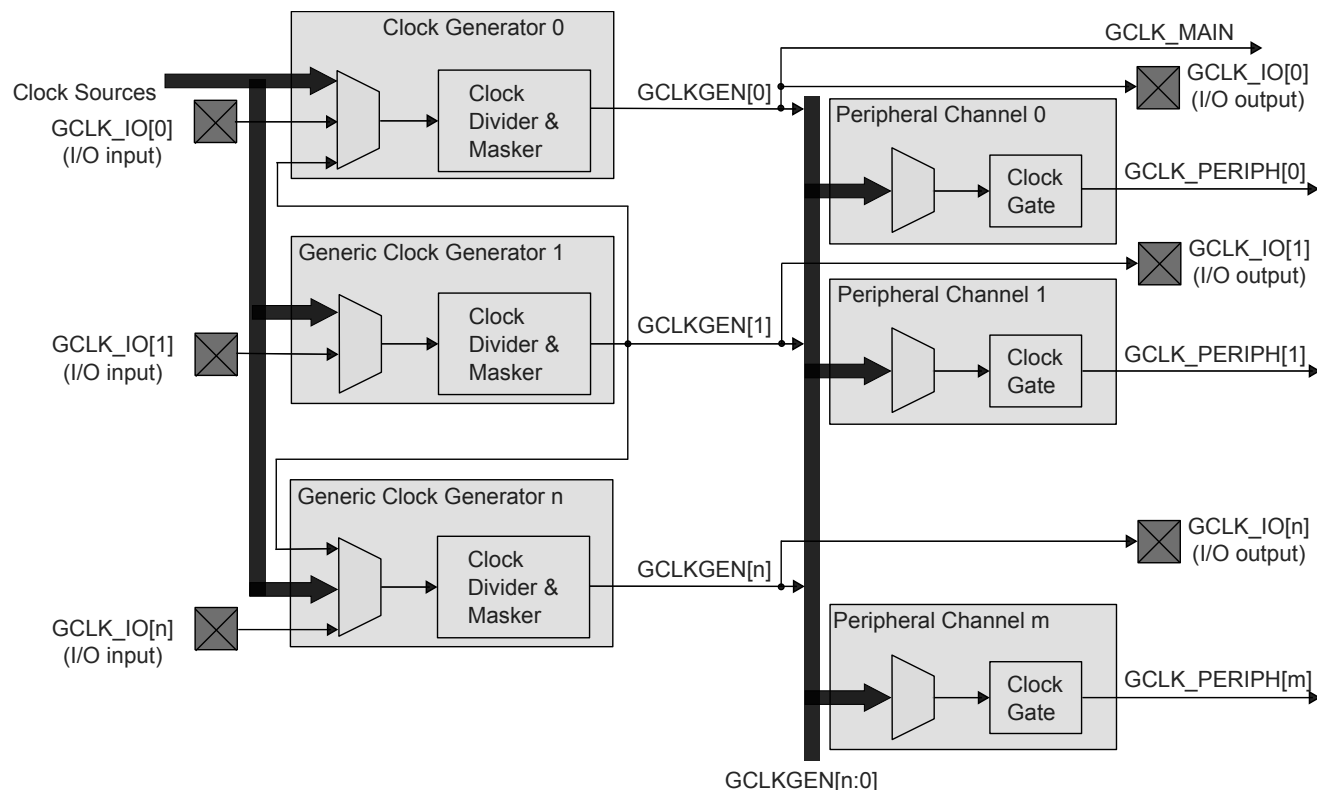 Clock Generator 0
GCLK_MAIN
Clock Sources
GCLK_IO[0]
(I/O input)
Clock
Divider &
Masker
GCLKGEN[0]
GCLK_IO[0]
(I/O output)
Peripheral Channel 0
Clock
Gate
GCLK_PERIPH[0]
Generic Clock Generator 1
GCLK_IO[1]
(I/O input)
Clock
Divider &
Masker
GCLKGEN[1]
GCLK_IO[1]
(I/O output)
Peripheral Channel 1
Clock
Gate
GCLK_PERIPH[1]
Generic Clock Generator n
GCLK_IO[n]
(I/O input)
Clock
Divider &
Masker
GCLKGEN[n]
GCLK_IO[n]
(I/O output)
Peripheral Channel m
Clock
Gate
GCLK_PERIPH[m]
GCLKGEN[n:0]